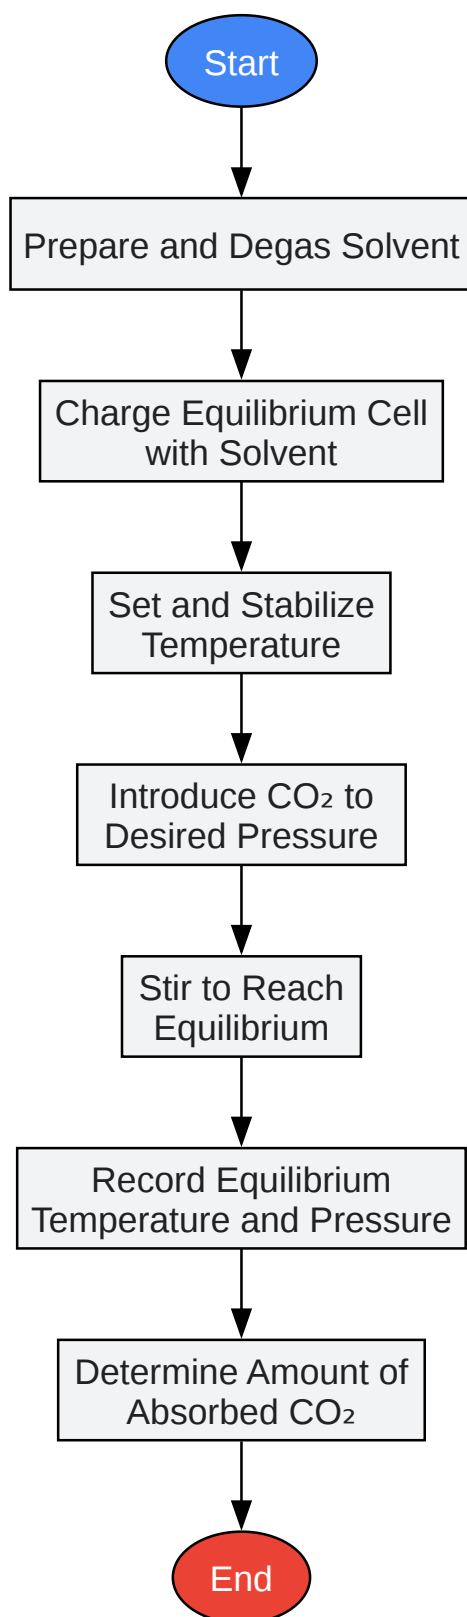 Start
Prepare and Degas Solvent
Charge Equilibrium Cell
with Solvent
Set and Stabilize
Temperature
Introduce CO₂ to
Desired Pressure
Stir to Reach
Equilibrium
Record Equilibrium
Temperature and Pressure
Determine Amount of
Absorbed CO₂
End